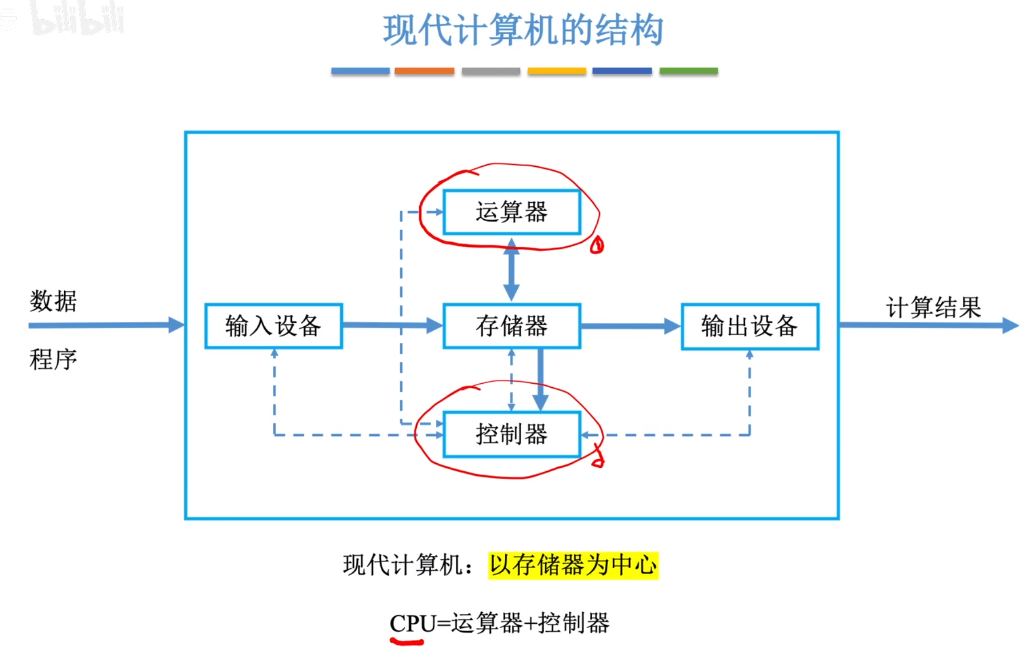 bilibili
现代计算机的结构
运算器
数据
程序
输入设备
存储器
输出设备
计算结果
控制器
现代计算机：以存储器为中心
CPU=运算器+控制器